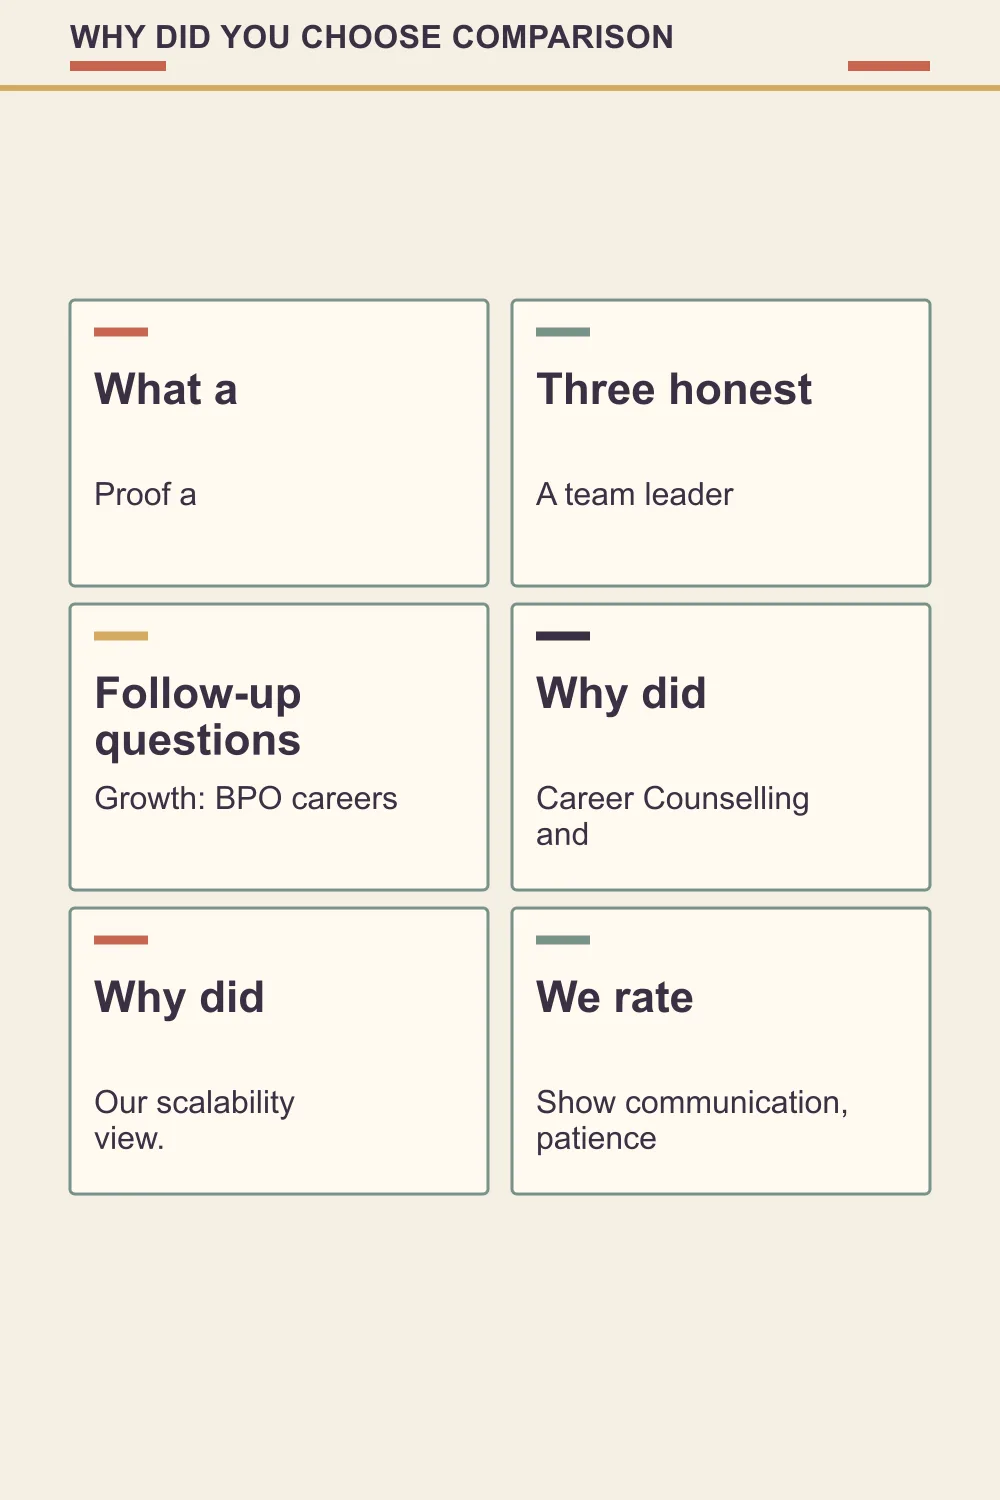 WHY DID YOU CHOOSE COMPARISON
What a
Proof a
Three honest
A team leader
Follow-up
questions
Growth: BPO careers
Why did
Career Counselling
and
Why did
Our scalability
view.
We rate
Show communication,
patience